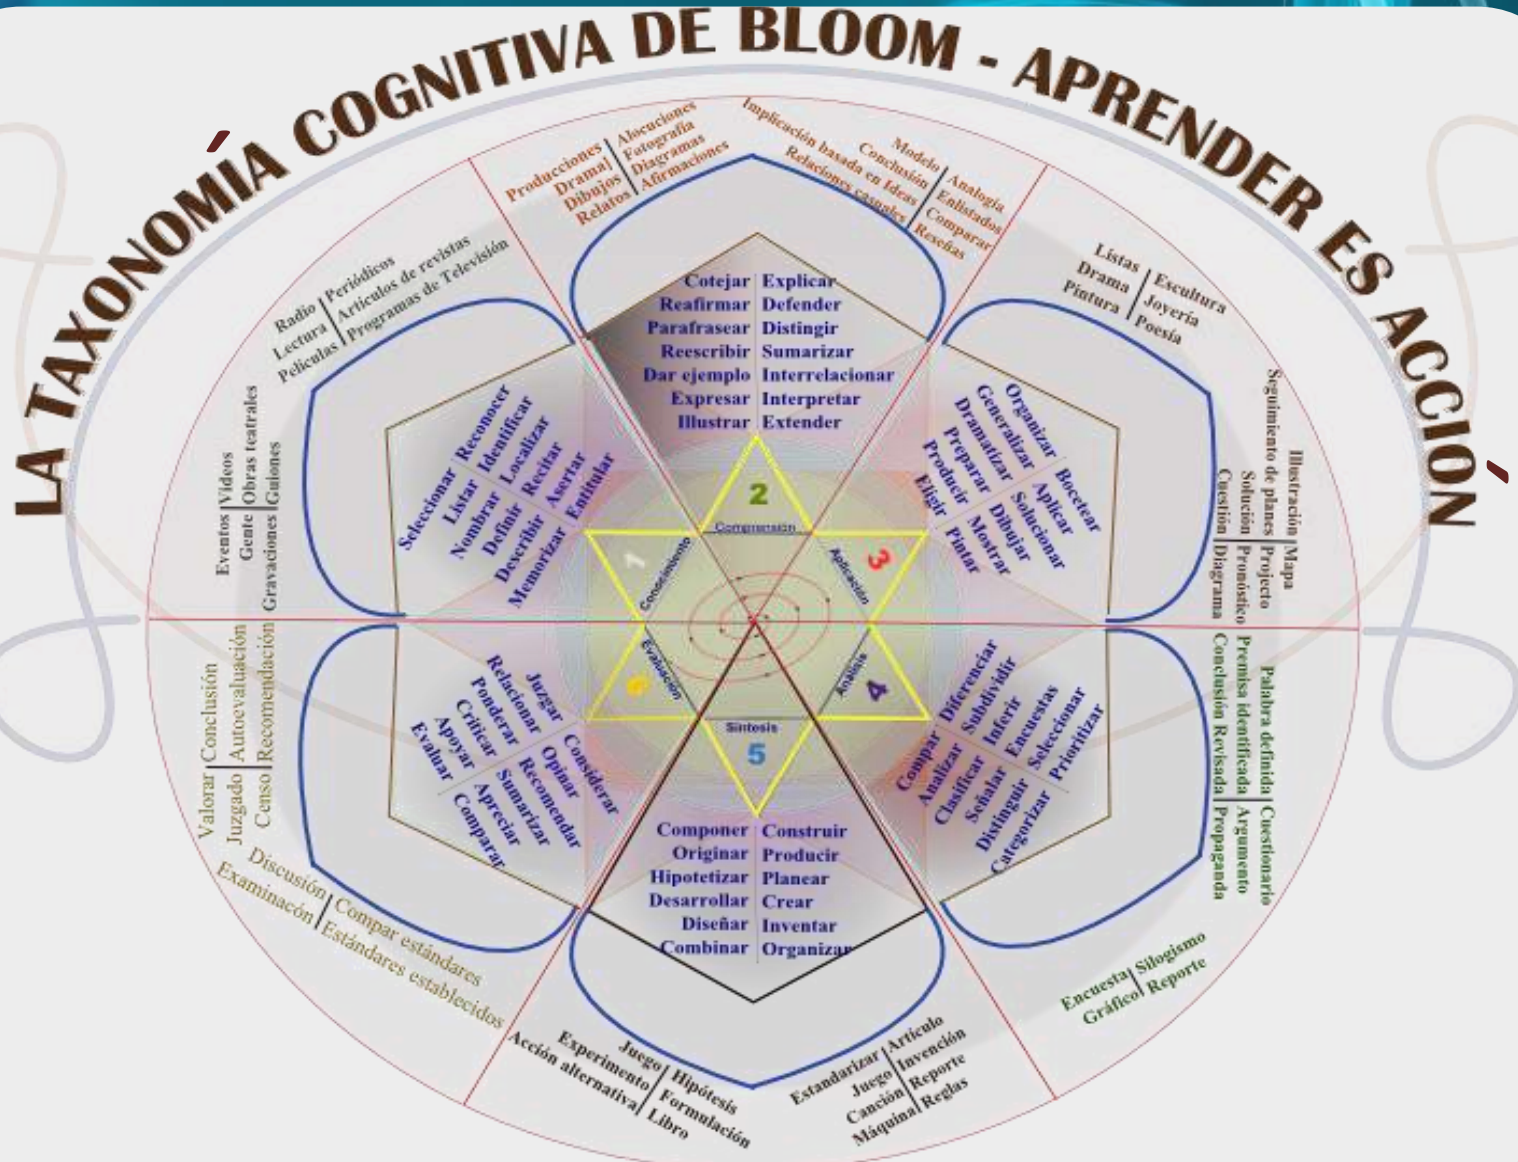 LA TAXONOMÍA COGNITIVA DE BLOOM - APRENDER ES ACCIÓN
Producciones | Alocuciones
Drama] | Fotografía
Dibujos | Diagramas
Relatos | Afirmaciones
Modelo | Analogía
Conclusión | Enlistados
Implicación basada en Ideas | Comparar
Relaciones casuales | Reseñas
Cotejar | Explicar
Reafirmar | Defender
Parafrasear | Distingir
Reescribir | Sumarizar
Dar ejemplo | Interrelacionar
Expresar | Interpretar
Illustrar | Extender
2
Comprensión
Listas | Escultura
Drama | Joyería
Pintura | Poesía
Illustración | Mapa
Seguimiento de planes | Projecto
Solución | Pronóstico
Cuestión | Diagrama
Organizar | Bocetear
Generalizar | Aplicar
Dramatizar | Solucionar
Preparar | Dibujar
Producir | Mostrar
Eligir | Pintar
3
Aplicación
Palabra definida | Cuestionario
Premisa identificada | Argumento
Conclusión Revisada | Propaganda
Encuesta | Silogismo
Gráfico | Reporte
Diferenciar
Subdividir
Inferir
Encuestas
Seleccionar
Prioritizar
Compar
Analizar
Clasificar
Señalar
Distinguir
Categorizar
4
Análisis
Síntesis
5
Componer | Construir
Originar | Producir
Hipotetizar | Planear
Desarrollar | Crear
Diseñar | Inventar
Combinar | Organizar
Estandarizar | Artículo
Juego | Invención
Canción | Reporte
Máquina | Reglas
Juego | Hipótesis
Experimento | Formulación
Acción alternativa | Libro
6
Evaluación
Juzgar | Considerar
Relacionar | Opinar
Ponderar | Recomendar
Criticar | Sumarizar
Apoyar | Apreciar
Evaluar | Comparar
Discusión | Compar estándares
Examinacón | Estándares establecidos
Valorar | Conclusión
Juzgado | Autoevaluación
Censo | Recomendación
1
Conocimiento
Seleccionar | Reconocer
Listar | Identificar
Nombrar | Localizar
Definir | Recitar
Describir | Asertar
Memorizar | Entitular
Eventos | Videos
Gente | Obras teatrales
Gravaciones | Guiones
Radio | Periódicos
Lectura | Artículos de revistas
Películas | Programas de Televisión